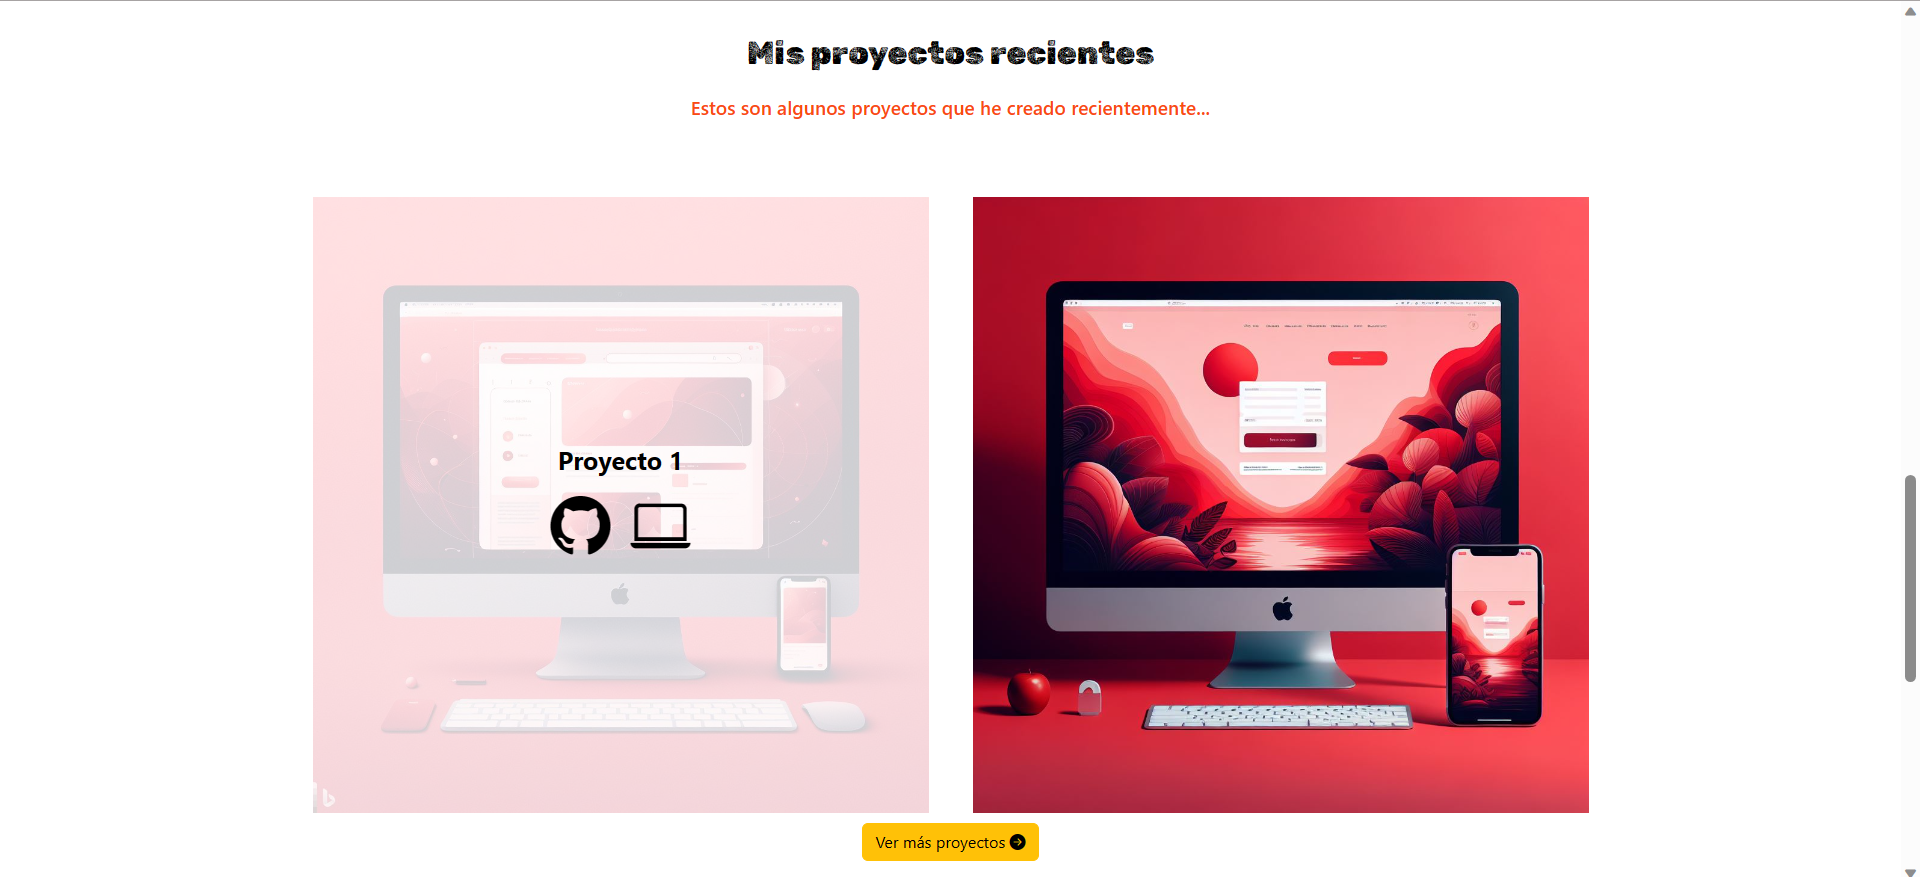 Mis proyectos recientes
Estos son algunos proyectos que he creado recientemente...
Proyecto 1
Ver más proyectos